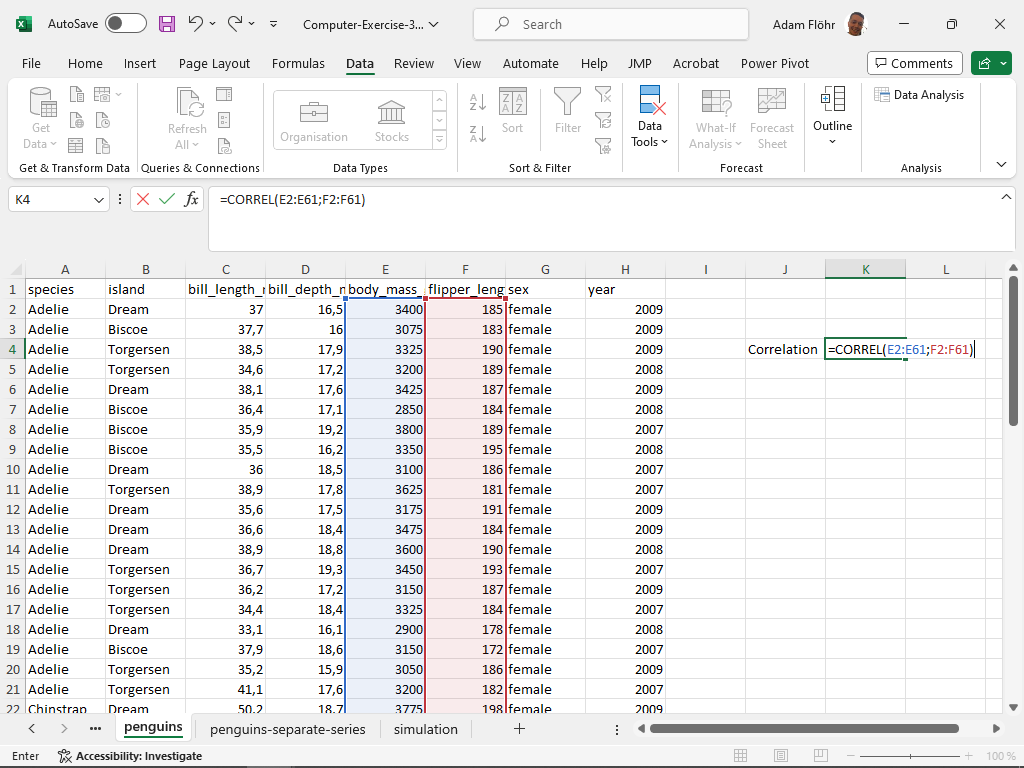 AutoSave Computer-Exercise-3... Search Adam Flöhr
File Home Insert Page Layout Formulas Data Review View Automate Help JMP Acrobat Power Pivot Comments
Get Data Refresh All Organisation Stocks Sort Filter Data Tools What-If Analysis Forecast Sheet Outline Data Analysis
Get & Transform Data Queries & Connections Data Types Sort & Filter Forecast Analysis
K4 fx =CORREL(E2:E61;F2:F61)
A B C D E F G H I J K L
1 species island bill_length_ bill_depth_ body_mass_ flipper_leng sex year
2 Adelie Dream 37 16,5 3400 185 female 2009
3 Adelie Biscoe 37,7 16 3075 183 female 2009
4 Adelie Torgersen 38,5 17,9 3325 190 female 2009 Correlation =CORREL(E2:E61;F2:F61)
5 Adelie Torgersen 34,6 17,2 3200 189 female 2008
6 Adelie Dream 38,1 17,6 3425 187 female 2009
7 Adelie Biscoe 36,4 17,1 2850 184 female 2008
8 Adelie Biscoe 35,9 19,2 3800 189 female 2007
9 Adelie Biscoe 35,5 16,2 3350 195 female 2008
10 Adelie Dream 36 18,5 3100 186 female 2007
11 Adelie Torgersen 38,9 17,8 3625 181 female 2007
12 Adelie Dream 35,6 17,5 3175 191 female 2009
13 Adelie Dream 36,6 18,4 3475 184 female 2009
14 Adelie Dream 38,9 18,8 3600 190 female 2008
15 Adelie Torgersen 36,7 19,3 3450 193 female 2007
16 Adelie Torgersen 36,2 17,2 3150 187 female 2009
17 Adelie Torgersen 34,4 18,4 3325 184 female 2007
18 Adelie Dream 33,1 16,1 2900 178 female 2008
19 Adelie Biscoe 37,9 18,6 3150 172 female 2007
20 Adelie Torgersen 35,2 15,9 3050 186 female 2009
21 Adelie Torgersen 41,1 17,6 3200 182 female 2007
22 Chinstrap Dream 50,2 18,7 3775 198 female 2009
penguins penguins-separate-series simulation
Enter Accessibility: Investigate 100 %